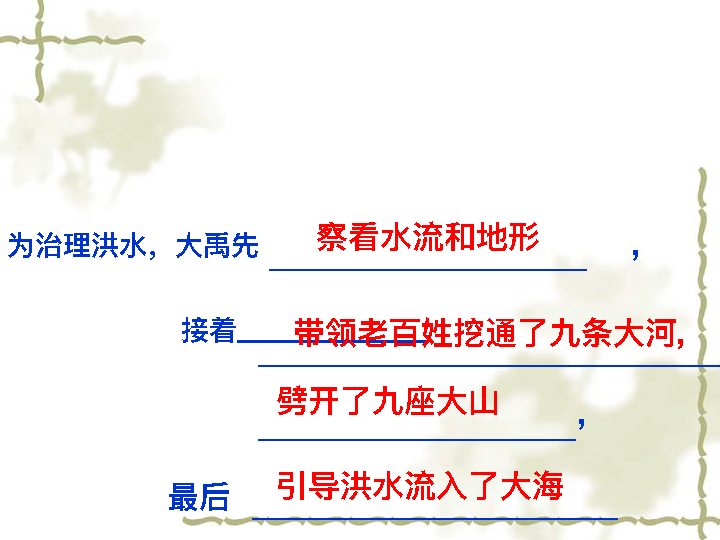 为治理洪水，大禹先 察看水流和地形 ，
接着 带领老百姓挖通了九条大河,
劈开了九座大山 ，
最后 引导洪水流入了大海